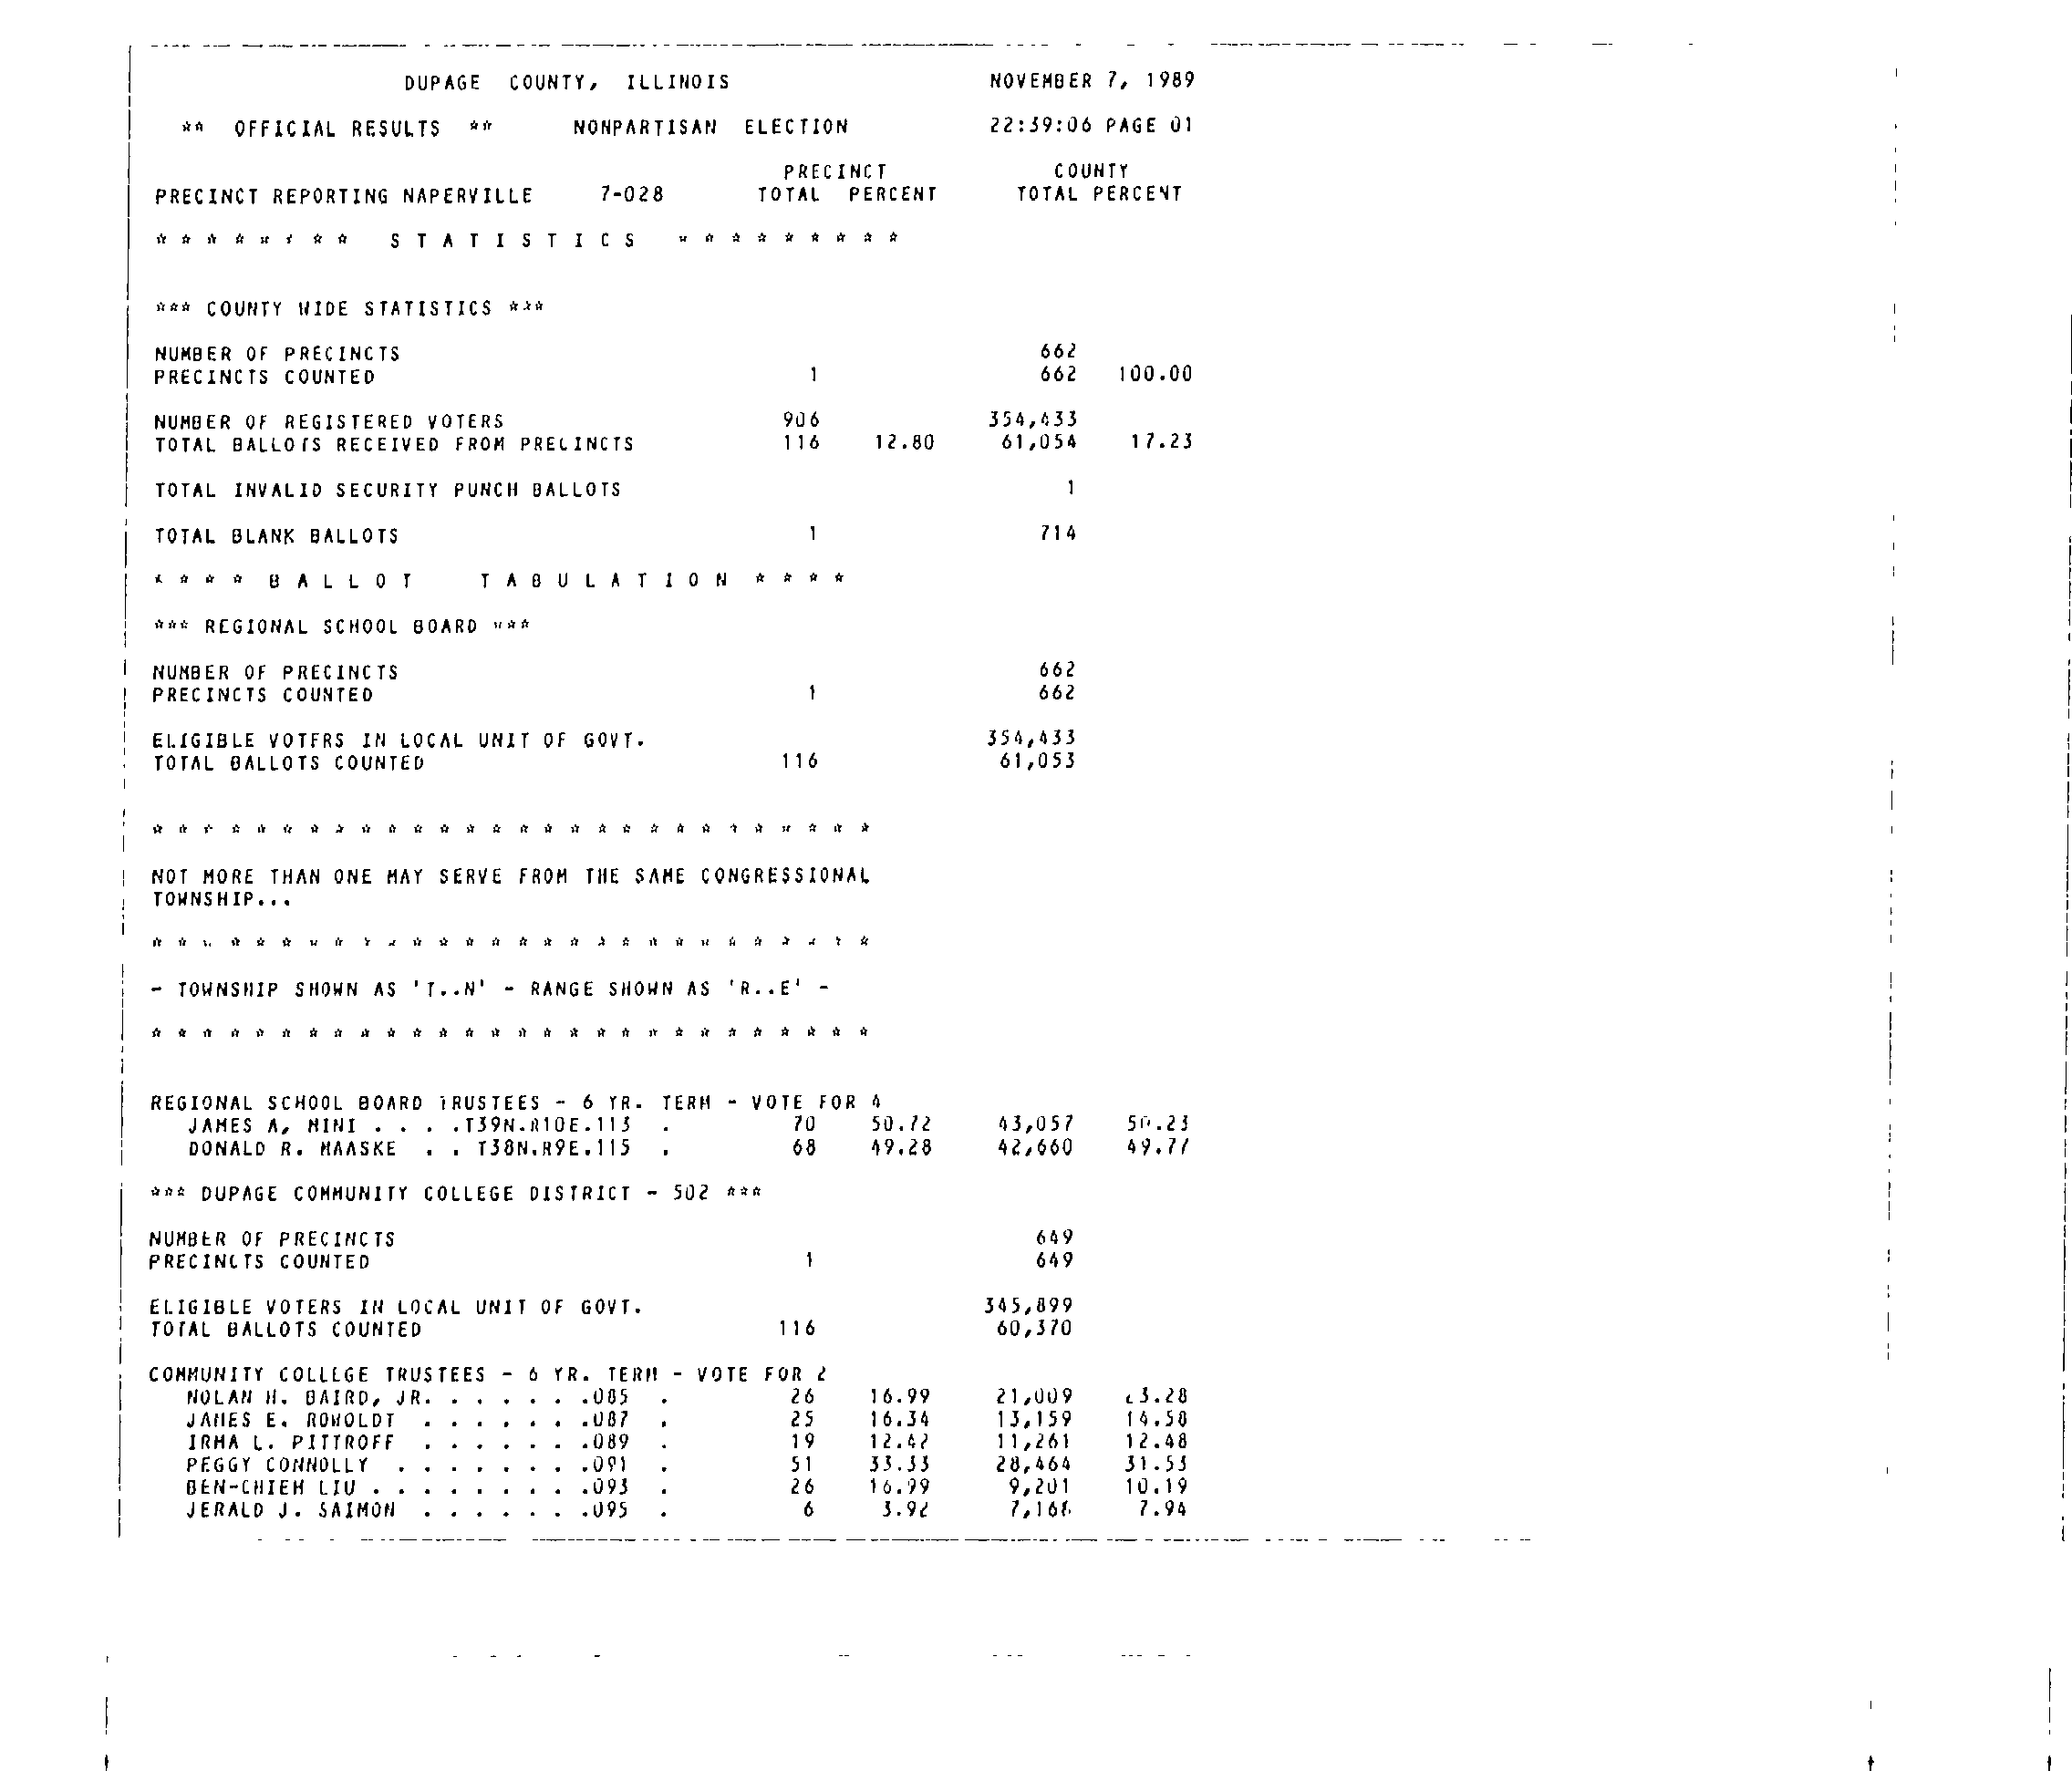 DUPAGE COUNTY, ILLINOIS NOVEMBER 7, 1989
** OFFICIAL RESULTS ** NONPARTISAN ELECTION 22:39:06 PAGE 01
PRECINCT COUNTY
PRECINCT REPORTING NAPERVILLE 7-028 TOTAL PERCENT TOTAL PERCENT
* * * * * * * * S T A T I S T I C S * * * * * * * * *
*** COUNTY WIDE STATISTICS ***
NUMBER OF PRECINCTS 662
PRECINCTS COUNTED 1 662 100.00
NUMBER OF REGISTERED VOTERS 906 354,433
TOTAL BALLOTS RECEIVED FROM PRECINCTS 116 12.80 61,054 17.23
TOTAL INVALID SECURITY PUNCH BALLOTS 1
TOTAL BLANK BALLOTS 1 714
* * * * B A L L O T T A B U L A T I O N * * * *
*** REGIONAL SCHOOL BOARD ***
NUMBER OF PRECINCTS 662
PRECINCTS COUNTED 1 662
ELIGIBLE VOTERS IN LOCAL UNIT OF GOVT. 354,433
TOTAL BALLOTS COUNTED 116 61,053
* * * * * * * * * * * * * * * * * * * * * * * * * * * *
NOT MORE THAN ONE MAY SERVE FROM THE SAME CONGRESSIONAL
TOWNSHIP...
* * * * * * * * * * * * * * * * * * * * * * * * * * * *
- TOWNSHIP SHOWN AS 'T..N' - RANGE SHOWN AS 'R..E' -
* * * * * * * * * * * * * * * * * * * * * * * * * * * *
REGIONAL SCHOOL BOARD TRUSTEES - 6 YR. TERM - VOTE FOR 4
JAMES A, MINI . . . .T39N.R10E.113 . 70 50.72 43,057 50.23
DONALD R. MAASKE . . T38N.R9E.115 . 68 49.28 42,660 49.77
*** DUPAGE COMMUNITY COLLEGE DISTRICT - 502 ***
NUMBER OF PRECINCTS 649
PRECINCTS COUNTED 1 649
ELIGIBLE VOTERS IN LOCAL UNIT OF GOVT. 345,899
TOTAL BALLOTS COUNTED 116 60,370
COMMUNITY COLLEGE TRUSTEES - 6 YR. TERM - VOTE FOR 2
NOLAN H. BAIRD, JR. . . . . . .085 . 26 16.99 21,009 23.28
JAMES E. ROWOLDT . . . . . . .087 . 25 16.34 13,159 14.58
IRMA L. PITTROFF . . . . . . .089 . 19 12.42 11,261 12.48
PEGGY CONNOLLY . . . . . . . .091 . 51 33.33 28,464 31.53
BEN-CHIEH LIU . . . . . . . . .093 . 26 16.99 9,201 10.19
JERALD J. SAIMON . . . . . . .095 . 6 3.92 7,168 7.94